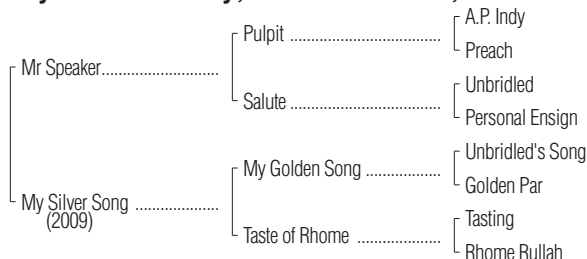 A.P. Indy
Pulpit
Preach
Mr Speaker
Unbridled
Salute
Personal Ensign
Unbridled's Song
My Golden Song
Golden Par
My Silver Song
(2009)
Tasting
Taste of Rhome
Rhome Rullah